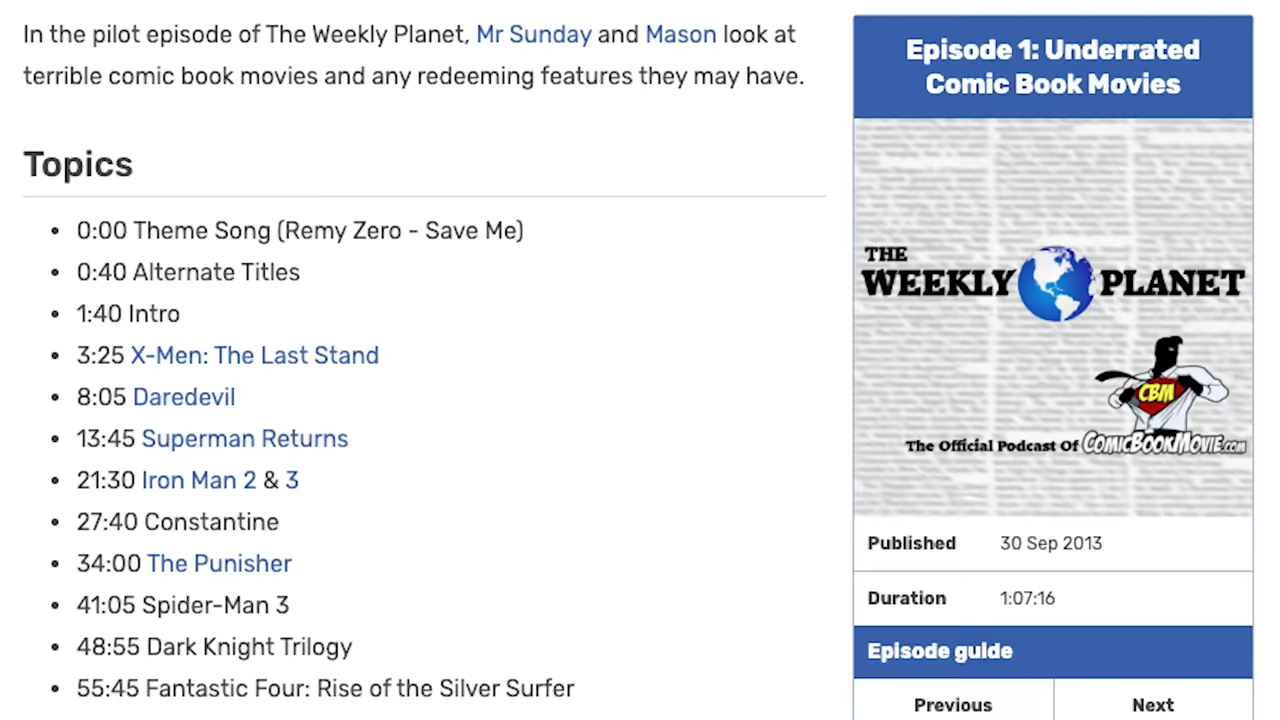 In the pilot episode of The Weekly Planet, Mr Sunday and Mason look at
terrible comic book movies and any redeeming features they may have.
Topics
0:00 Theme Song (Remy Zero - Save Me)
0:40 Alternate Titles
1:40 Intro
3:25 X-Men: The Last Stand
8:05 Daredevil
13:45 Superman Returns
21:30 Iron Man 2 & 3
27:40 Constantine
34:00 The Punisher
41:05 Spider-Man 3
48:55 Dark Knight Trilogy
55:45 Fantastic Four: Rise of the Silver Surfer
Episode 1: Underrated
Comic Book Movies
THE
WEEKLY PLANET
CBM
The Official Podcast Of COMICBOOKMOVIE.com
Published 30 Sep 2013
Duration 1:07:16
Episode guide
Previous Next